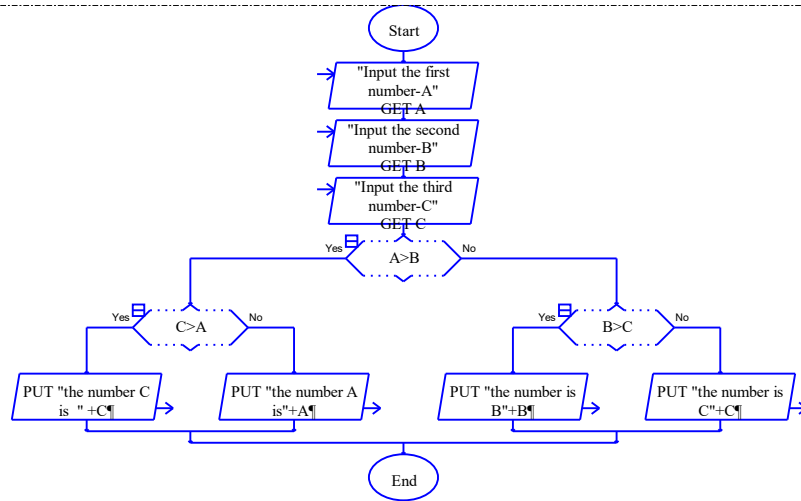 Start
"Input the first
number-A"
GET A
"Input the second
number-B"
GET B
"Input the third
number-C"
GET C
Yes
A>B
No
Yes
C>A
No
Yes
B>C
No
PUT "the number C
is " +C¶
PUT "the number A
is"+A¶
PUT "the number is
B"+B¶
PUT "the number is
C"+C¶
End